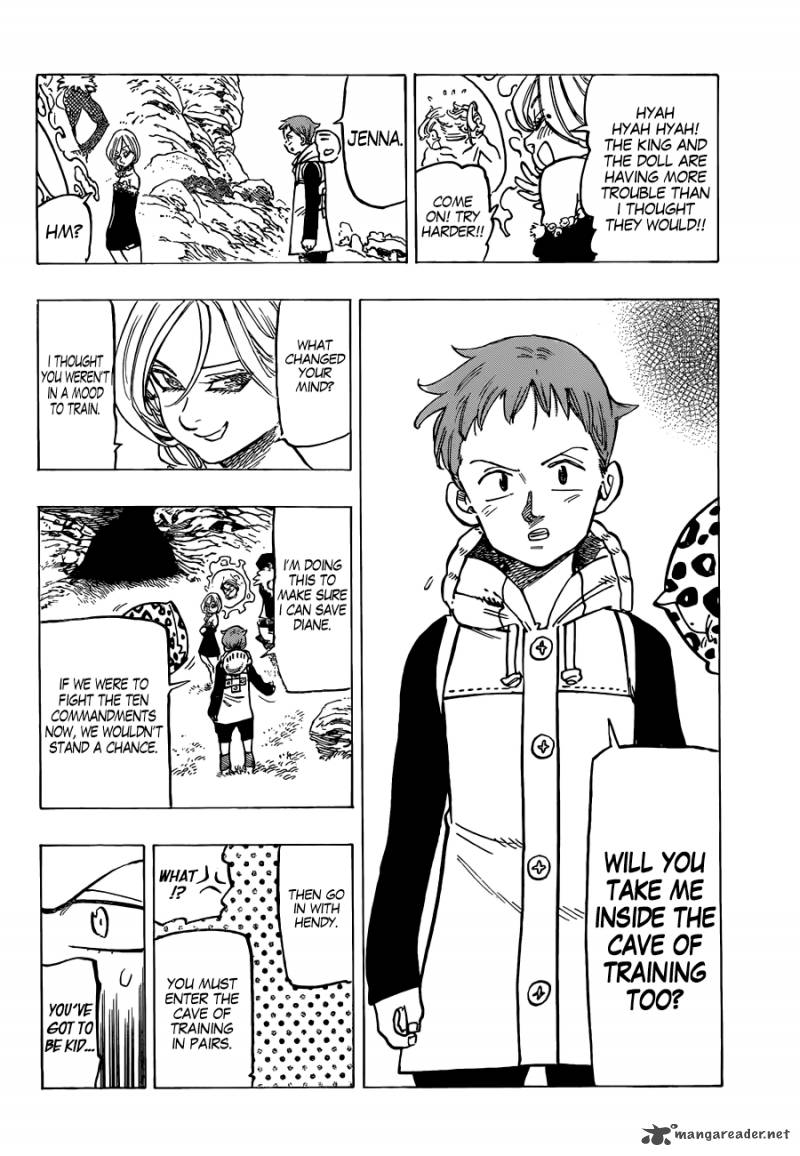 HYAH
HYAH HYAH!
THE KING AND
THE DOLL ARE
HAVING MORE
TROUBLE THAN
I THOUGHT
THEY WOULD!!
COME
ON! TRY
HARDER!!
JENNA.
HM?
WILL YOU
TAKE ME
INSIDE THE
CAVE OF
TRAINING
TOO?
WHAT
CHANGED
YOUR
MIND?
I THOUGHT
YOU WEREN'T
IN A MOOD
TO TRAIN.
I'M DOING
THIS TO
MAKE SURE
I CAN SAVE
DIANE.
IF WE WERE TO
FIGHT THE TEN
COMMANDMENTS
NOW, WE WOULDN'T
STAND A CHANCE.
THEN GO
IN WITH
HENDY.
WHAT
!?
YOU MUST
ENTER THE
CAVE OF
TRAINING
IN PAIRS.
YOU'VE
GOT TO
BE KID...
mangareader.net